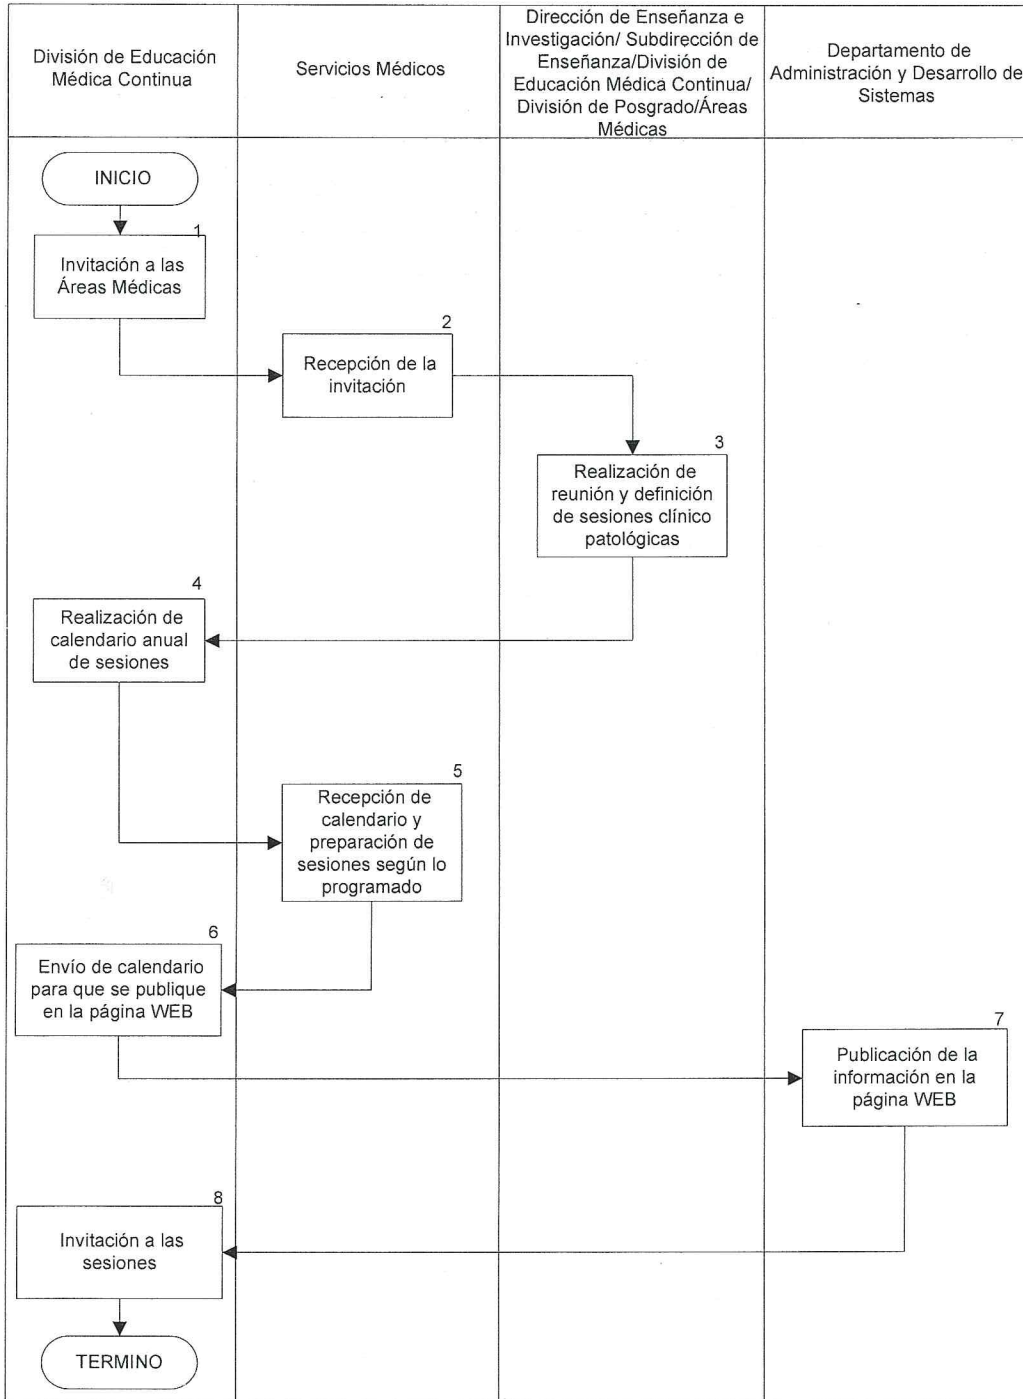 División de Educación
Médica Continua
Servicios Médicos
Dirección de Enseñanza e
Investigación/ Subdirección de
Enseñanza/División de
Educación Médica Continua/
División de Posgrado/Áreas
Médicas
Departamento de
Administración y Desarrollo de
Sistemas
INICIO
1
Invitación a las
Áreas Médicas
2
Recepción de la
invitación
3
Realización de
reunión y definición
de sesiones clínico
patológicas
4
Realización de
calendario anual
de sesiones
5
Recepción de
calendario y
preparación de
sesiones según lo
programado
6
Envío de calendario
para que se publique
en la página WEB
7
Publicación de la
información en la
página WEB
8
Invitación a las
sesiones
TERMINO